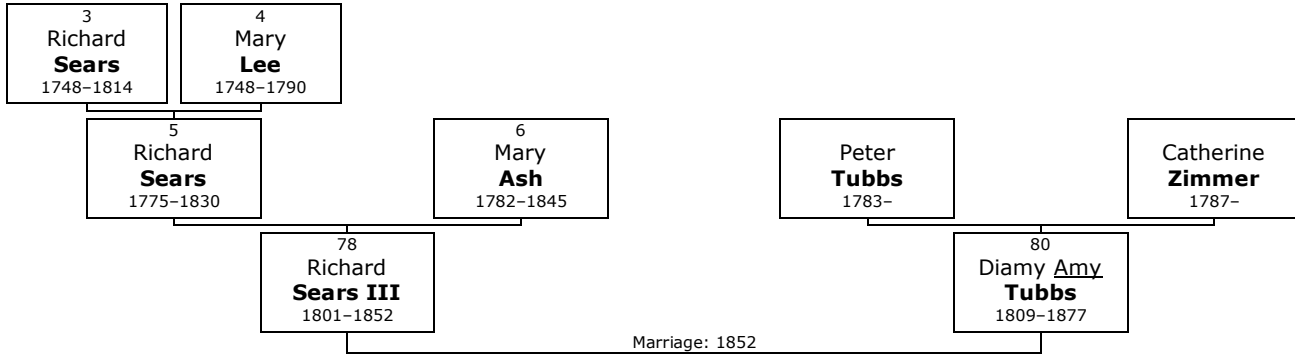 3
Richard
Sears
1748–1814
4
Mary
Lee
1748–1790
5
Richard
Sears
1775–1830
6
Mary
Ash
1782–1845
Peter
Tubbs
1783–
Catherine
Zimmer
1787–
78
Richard
Sears III
1801–1852
80
Diamy Amy
Tubbs
1809–1877
Marriage: 1852